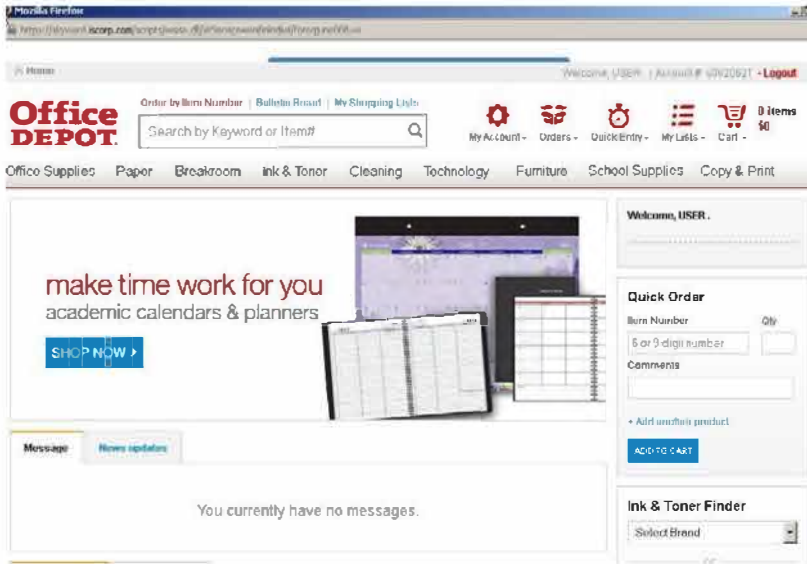 Mozilla Firefox
Home
Welcome, USER | Account # - Logout
Office DEPOT.
Order by Item Number | Bulletin Board | My Shopping Lists
Search by Keyword or Item#
My Account Orders Quick Entry My Lists Cart
0 items
$0
Office Supplies Paper Breakroom Ink & Toner Cleaning Technology Furniture School Supplies Copy & Print
make time work for you
academic calendars & planners
SHOP NOW
Welcome, USER .
Quick Order
Item Number Qty
6 or 9 digit number
Comments
+ Add another product
ADD TO CART
Message News updates
You currently have no messages.
Ink & Toner Finder
Select Brand